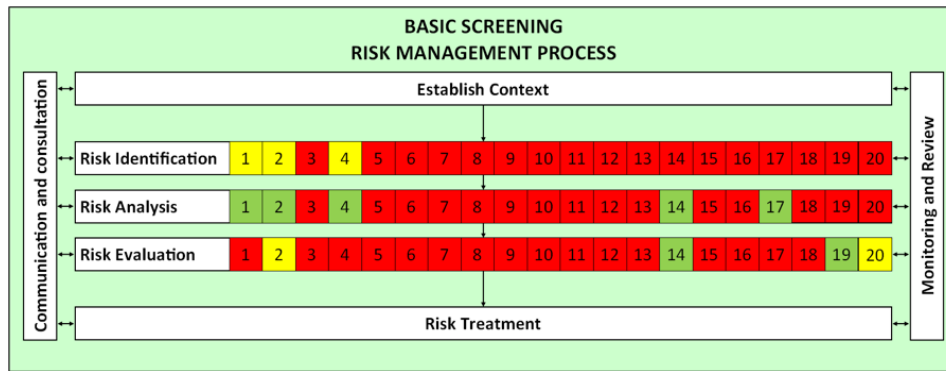 BASIC SCREENING
RISK MANAGEMENT PROCESS
Communication and consultation
Establish Context
Risk Identification 1 2 3 4 5 6 7 8 9 10 11 12 13 14 15 16 17 18 19 20
Risk Analysis 1 2 3 4 5 6 7 8 9 10 11 12 13 14 15 16 17 18 19 20
Risk Evaluation 1 2 3 4 5 6 7 8 9 10 11 12 13 14 15 16 17 18 19 20
Risk Treatment
Monitoring and Review